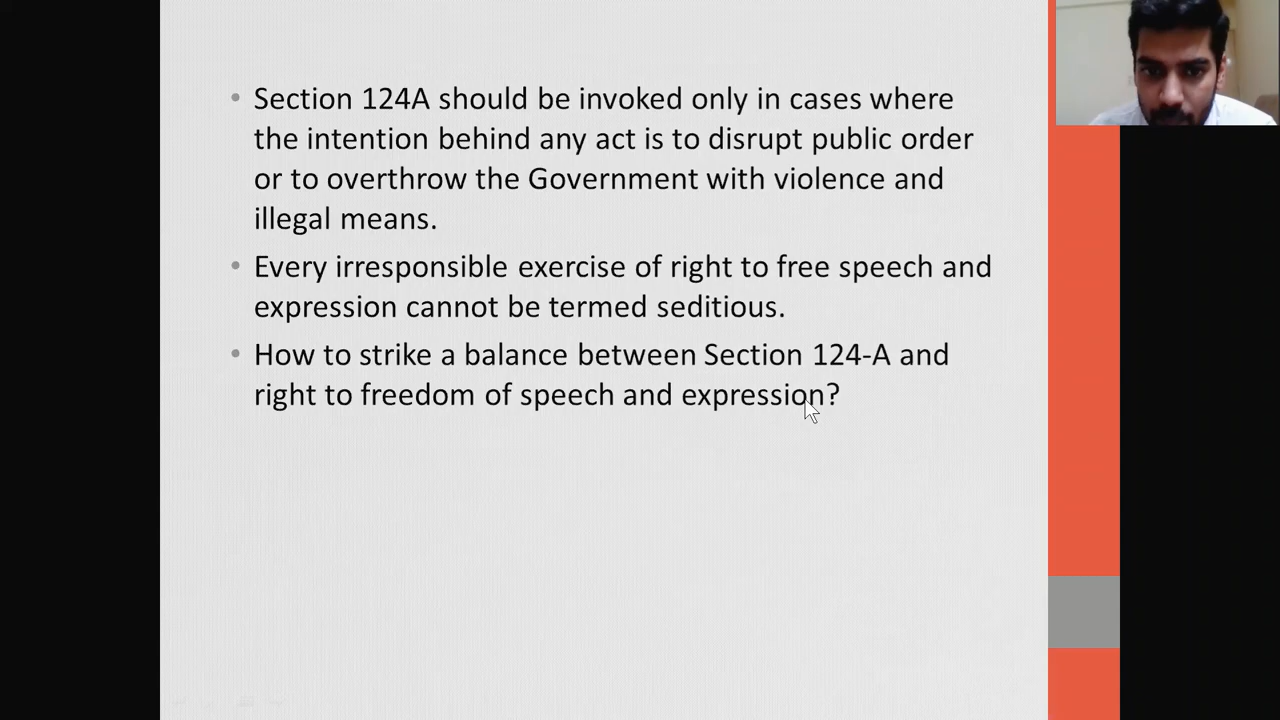 • Section 124A should be invoked only in cases where
the intention behind any act is to disrupt public order
or to overthrow the Government with violence and
illegal means.
• Every irresponsible exercise of right to free speech and
expression cannot be termed seditious.
• How to strike a balance between Section 124-A and
right to freedom of speech and expression?